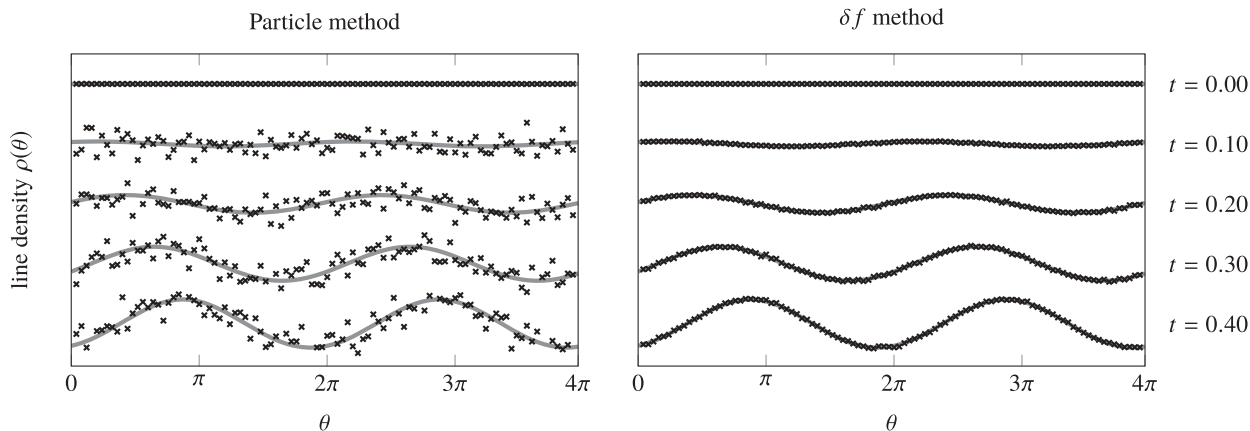 Particle method
δf method
line density ρ(θ)
t = 0.00
t = 0.10
t = 0.20
t = 0.30
t = 0.40
0 π 2π 3π 4π
0 π 2π 3π 4π
θ
θ